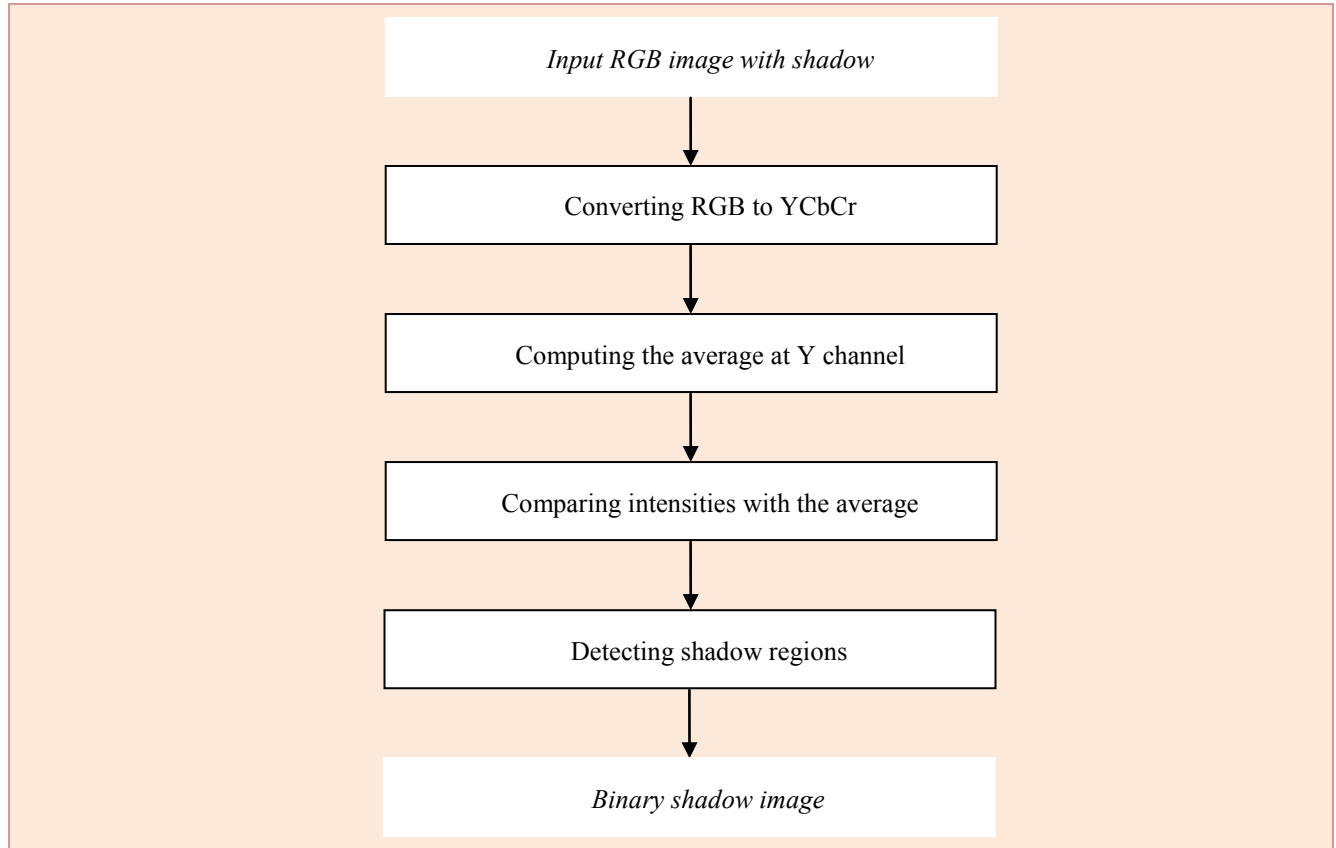 Input RGB image with shadow
Converting RGB to YCbCr
Computing the average at Y channel
Comparing intensities with the average
Detecting shadow regions
Binary shadow image